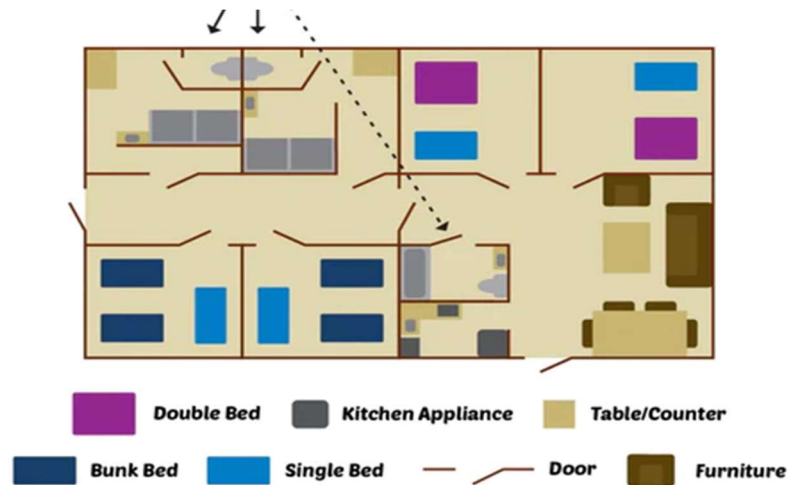 Double Bed
Kitchen Appliance
Table/Counter
Bunk Bed
Single Bed
Door
Furniture